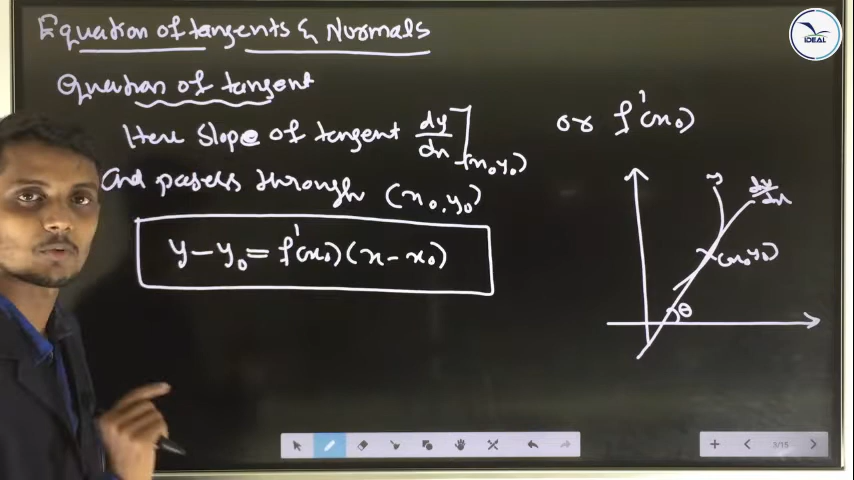 Equation of tangents & Normals
Equation of tangent
Here slope of tangent dy/dx](x₀,y₀) or f'(x₀)
and passes through (x₀,y₀)
y-y₀ = f'(x₀)(x-x₀)
dy/dx
(x₀,y₀)
θ
IDEAL
3/15